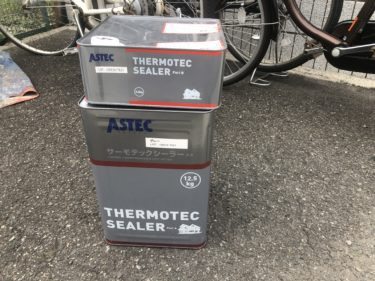 ASTEC
THERMOTEC
SEALER
ASTEC
サーモテックシーラー
12.5
kg
THERMOTEC
SEALER